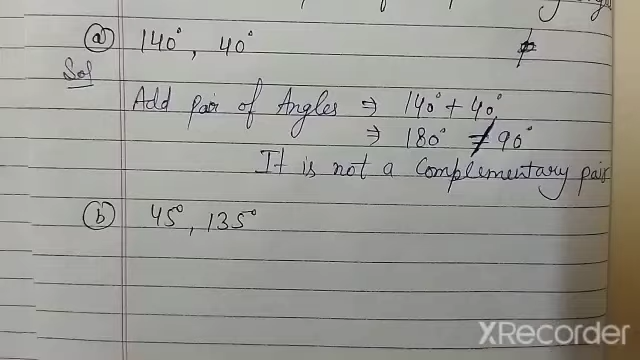 (a) 140°, 40°
Sol
Add pair of Angles ⇒ 140° + 40°
⇒ 180° ≠ 90°
It is not a Complementary pair
(b) 45°, 135°
XRecorder